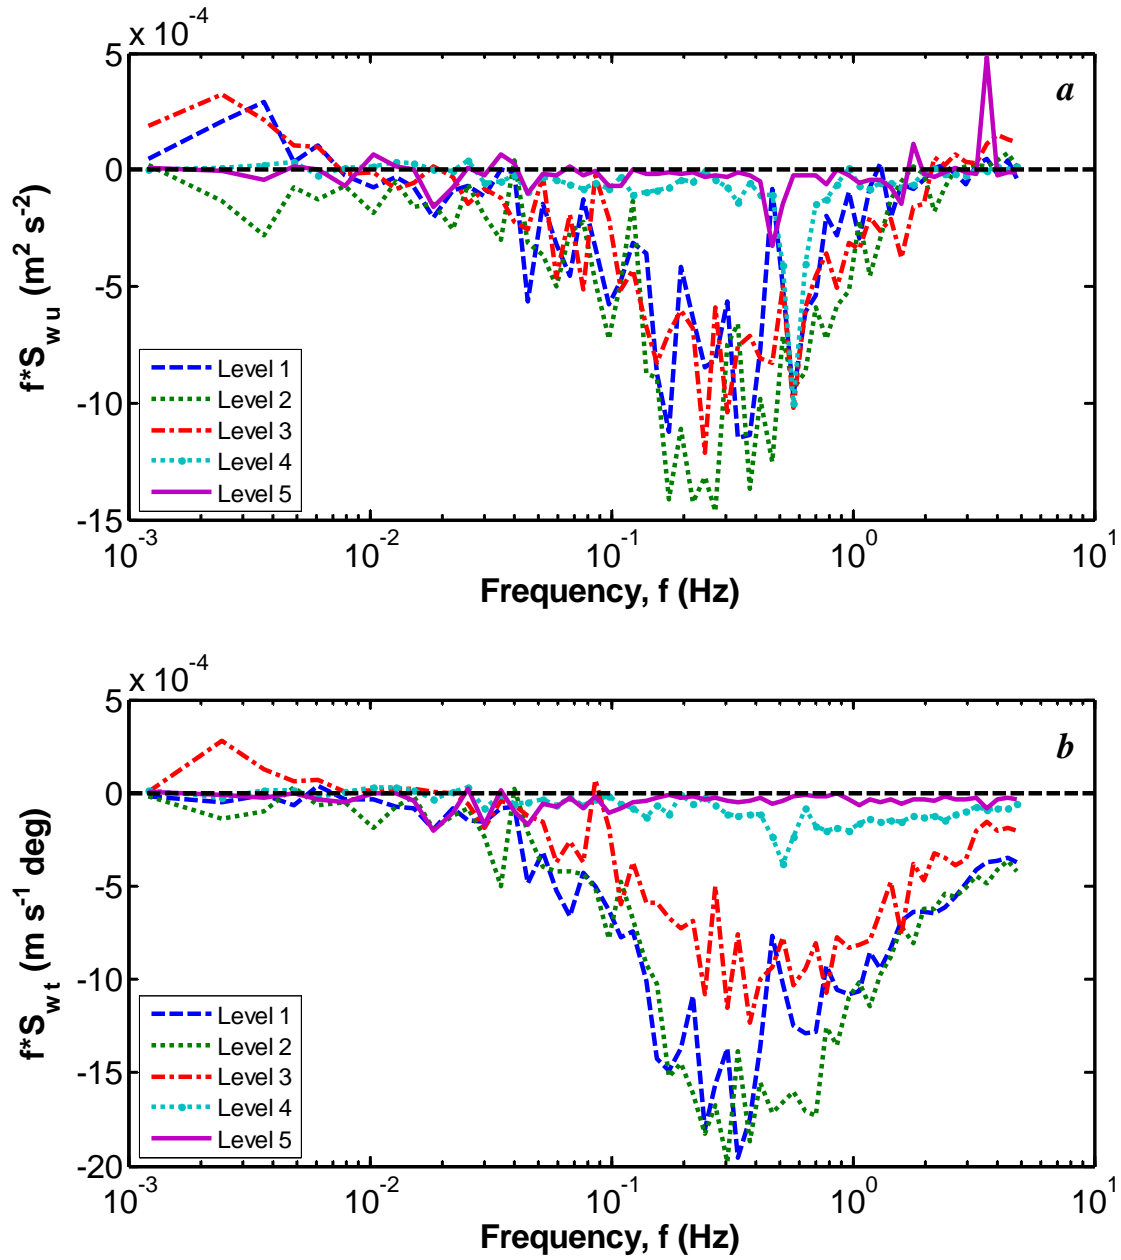 x 10⁻⁴
5
0
-5
-10
-15
a
f*S_wu (m² s⁻²)
Level 1
Level 2
Level 3
Level 4
Level 5
10⁻³ 10⁻² 10⁻¹ 10⁰ 10¹
Frequency, f (Hz)
x 10⁻⁴
5
0
-5
-10
-15
-20
b
f*S_wt (m s⁻¹ deg)
Level 1
Level 2
Level 3
Level 4
Level 5
10⁻³ 10⁻² 10⁻¹ 10⁰ 10¹
Frequency, f (Hz)